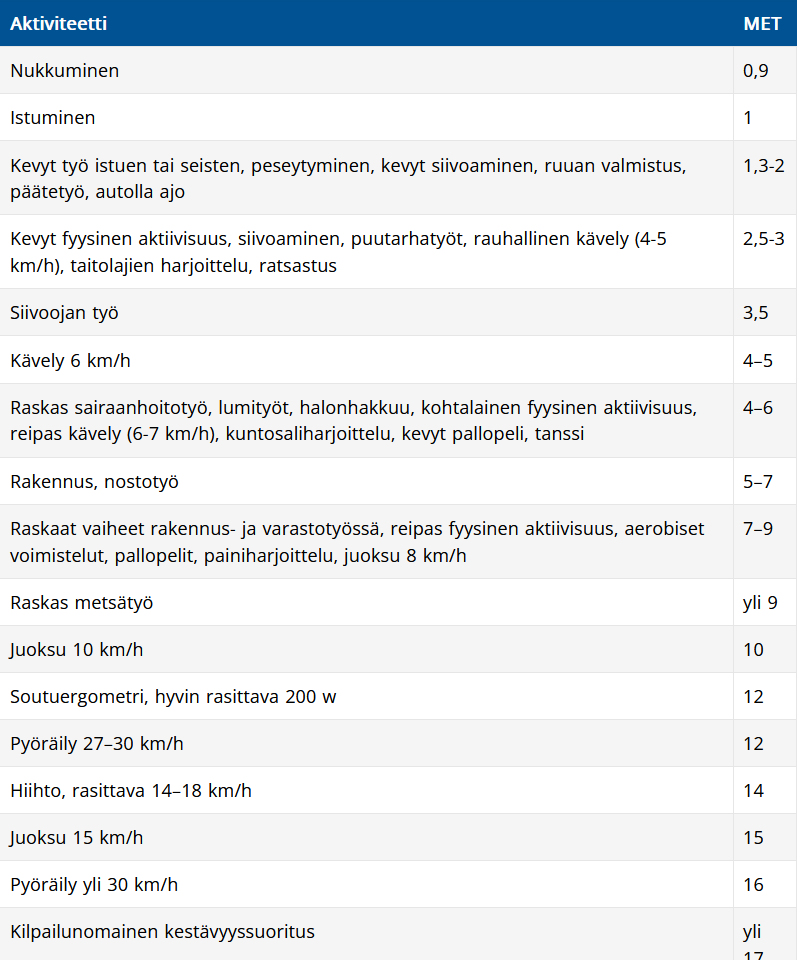 Aktiviteetti MET
Nukkuminen 0,9
Istuminen 1
Kevyt työ istuen tai seisten, peseytyminen, kevyt siivoaminen, ruuan valmistus, 1,3-2
päätetyö, autolla ajo
Kevyt fyysinen aktiivisuus, siivoaminen, puutarhatyöt, rauhallinen kävely (4-5 2,5-3
km/h), taitolajien harjoittelu, ratsastus
Siivoojan työ 3,5
Kävely 6 km/h 4–5
Raskas sairaanhoitotyö, lumityöt, halonhakkuu, kohtalainen fyysinen aktiivisuus, 4–6
reipas kävely (6-7 km/h), kuntosaliharjoittelu, kevyt pallopeli, tanssi
Rakennus, nostotyö 5–7
Raskaat vaiheet rakennus- ja varastotyössä, reipas fyysinen aktiivisuus, aerobiset 7–9
voimistelut, pallopelit, painiharjoittelu, juoksu 8 km/h
Raskas metsätyö yli 9
Juoksu 10 km/h 10
Soutuergometri, hyvin rasittava 200 w 12
Pyöräily 27–30 km/h 12
Hiihto, rasittava 14–18 km/h 14
Juoksu 15 km/h 15
Pyöräily yli 30 km/h 16
Kilpailunomainen kestävyyssuoritus yli
17